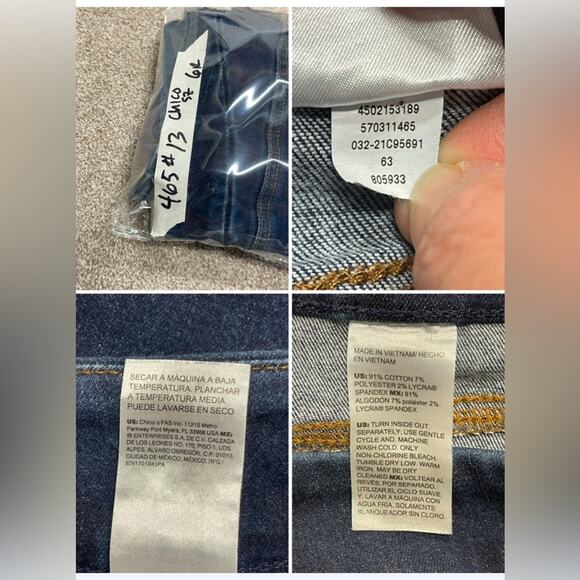 465#13 CHICO
SZ 6R
4502153189
570311465
032-21C95691
63
805933
SECAR A MÁQUINA A BAJA
TEMPERATURA. PLANCHAR
A TEMPERATURA MEDIA
PUEDE LAVARSE EN SECO
US: Chico's FAS Inc. 11215 Metro
Parkway Fort Myers, FL 33966 USA MX:
IB ENTERPRISES S.A DE C.V. CALZADA
DE LOS LEONES NO. 170, PISO 1, LOS
ALPES, ÁLVARO OBREGÓN, C.P. 01010,
CIUDAD DE MÉXICO, MÉXICO, RFC:
IEN1701241PA
MADE IN VIETNAM/ HECHO
EN VIETNAM
US: 91% COTTON 7%
POLYESTER 2% LYCRA®
SPANDEX MX: 91%
ALGODÓN 7% poliéster 2%
LYCRA® SPANDEX
US: TURN INSIDE OUT.
SEPARATELY. USE GENTLE
CYCLE AND. MACHINE
WASH COLD. ONLY
NON-CHLORINE BLEACH.
TUMBLE DRY LOW. WARM
IRON. MAY BE DRY
CLEANED MX: VOLTEAR AL
REVÉS. POR SEPARADO.
UTILIZAR EL CICLO SUAVE
Y. LAVAR A MÁQUINA CON
AGUA FRÍA. SOLAMENTE
BLANQUEADOR SIN CLORO.